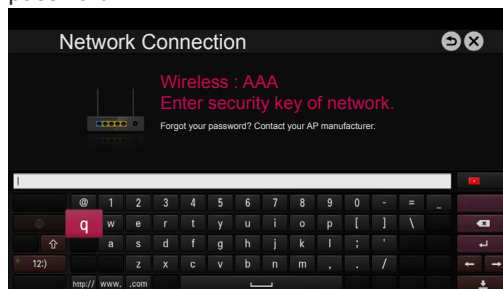 Network Connection
Wireless : AAA
Enter security key of network.
Forgot your password? Contact your AP manufacturer.
@ 1 2 3 4 5 6 7 8 9 0 - = _
q w e r t y u i o p [ ] \
a s d f g h j k l ; '
12:) z x c v b n m , . /
http:// www. .com